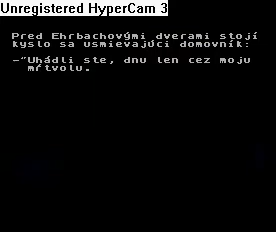 Unregistered HyperCam 3
Pred Ehrbachovými dverami stojí
kyslo sa usmievajúci domovník:
-"Uhádli ste, dnu len cez moju
mŕtvolu.